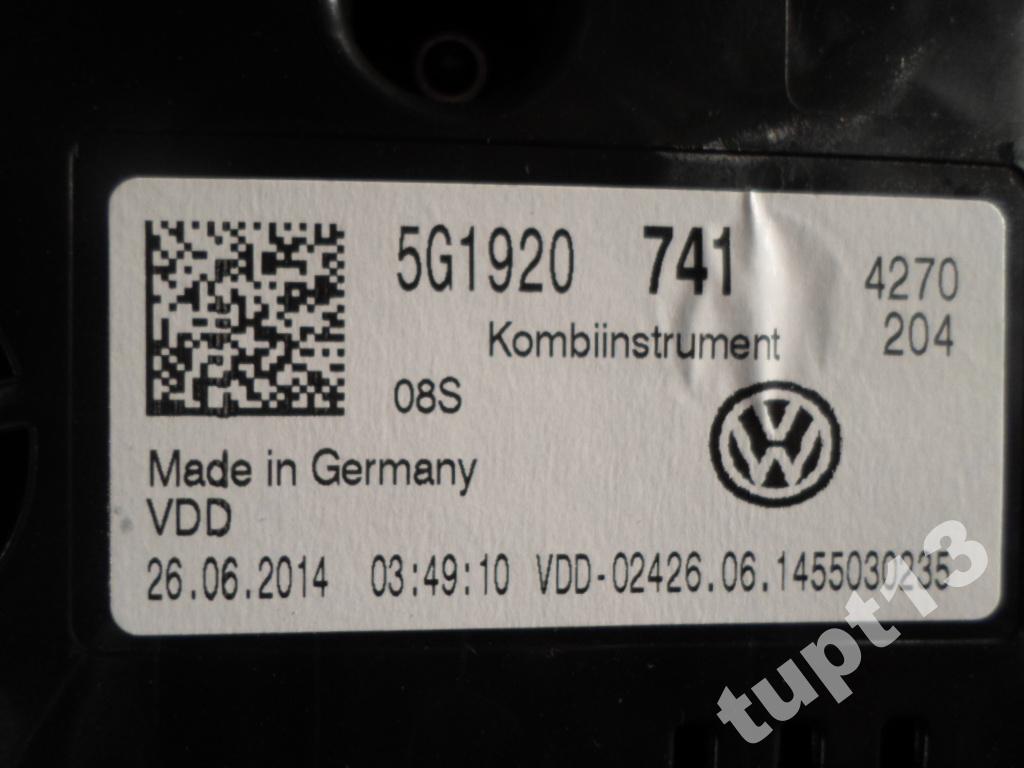 5G1920 741 4270
Kombiinstrument 204
08S
Made in Germany
VDD
26.06.2014 03:49:10 VDD-02426.06.1455030235
tupt13